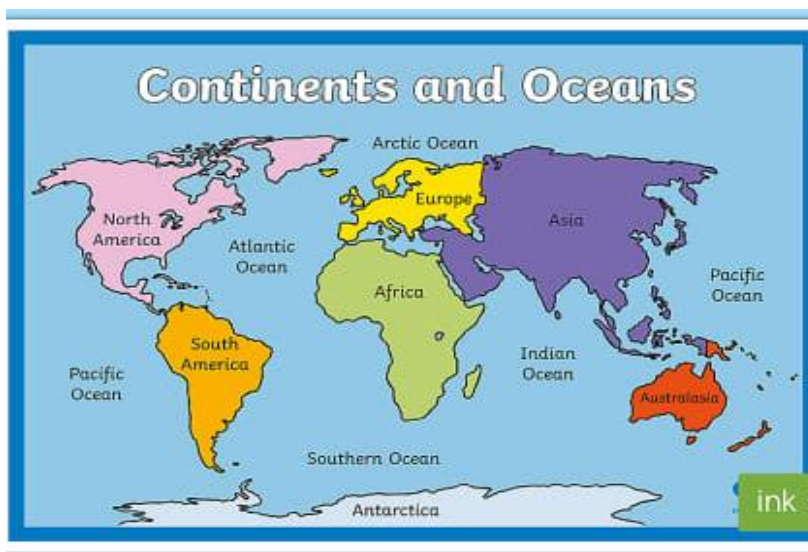 Continents and Oceans
Arctic Ocean
North
America
Europe
Asia
Atlantic
Ocean
Africa
Pacific
Ocean
South
America
Indian
Ocean
Pacific
Ocean
Australasia
Southern Ocean
Antarctica
ink